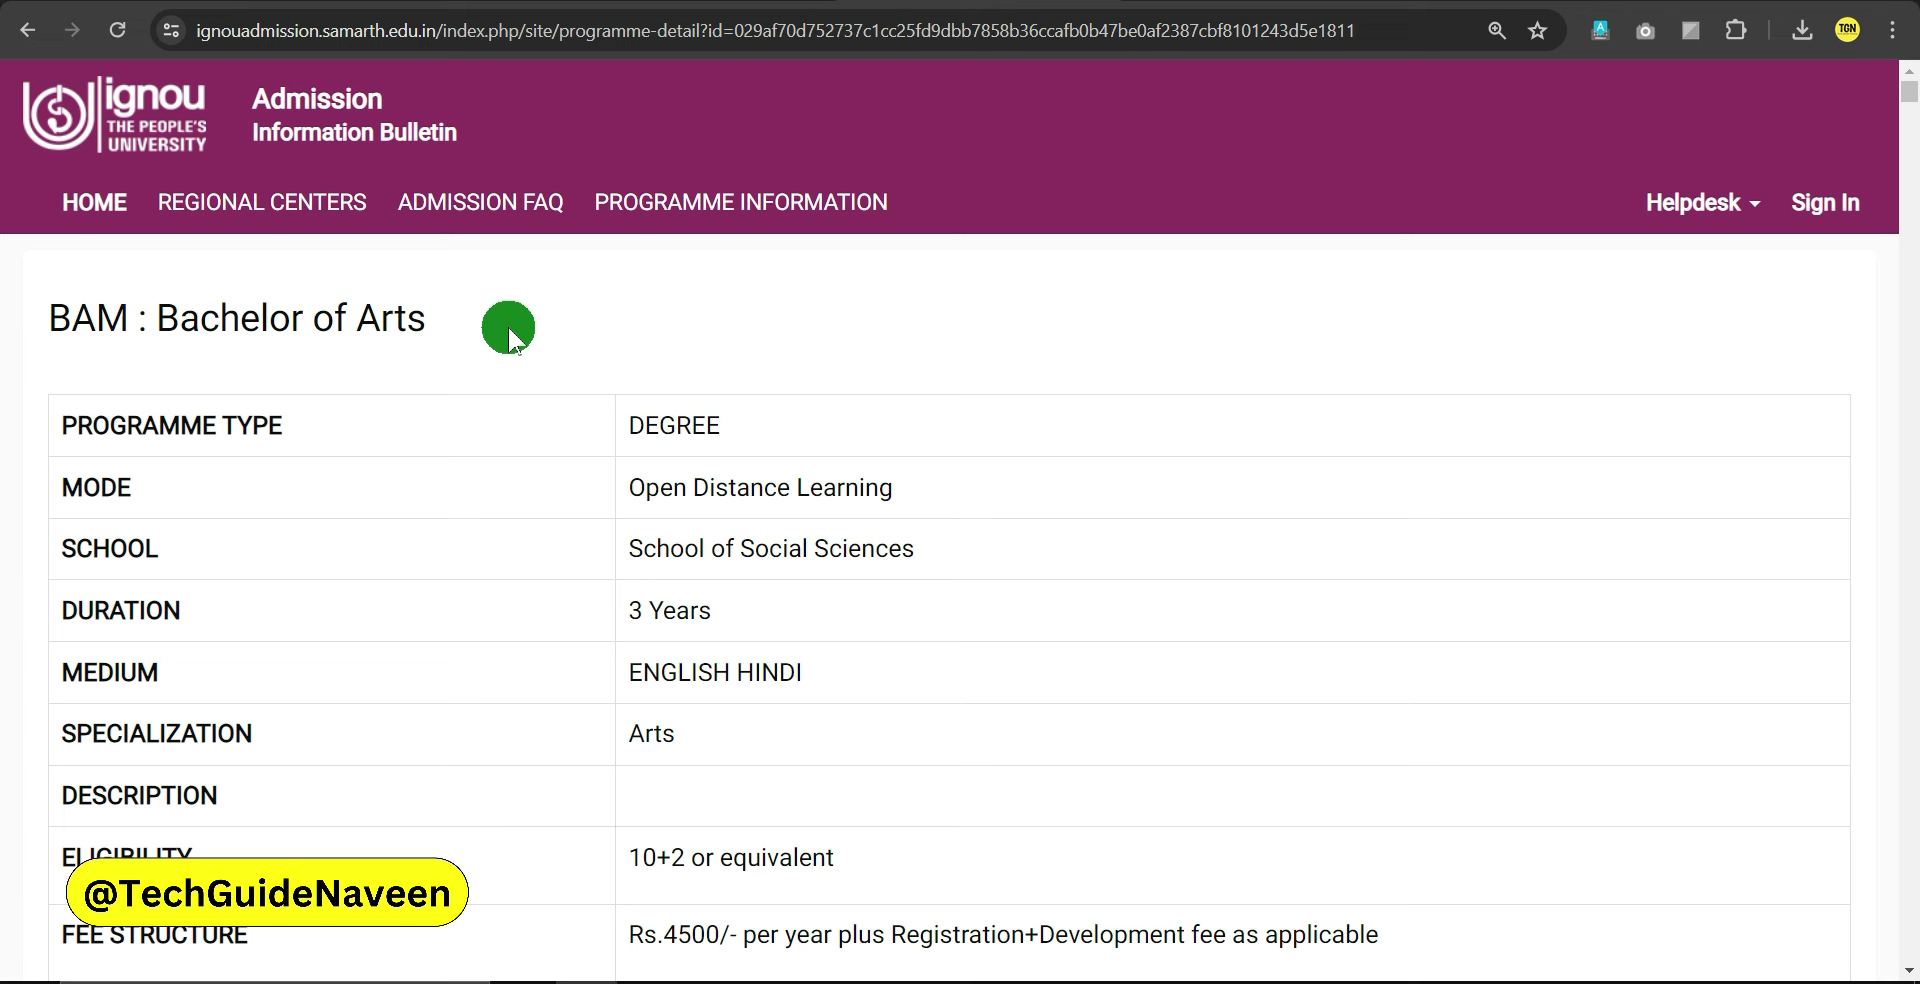 ignouadmission.samarth.edu.in/index.php/site/programme-detail?id=029af70d752737c1cc25fd9dbb7858b36ccafb0b47be0af2387cbf8101243d5e1811
TGN
ignou
THE PEOPLE'S
UNIVERSITY
Admission
Information Bulletin
HOME REGIONAL CENTERS ADMISSION FAQ PROGRAMME INFORMATION Helpdesk Sign In
BAM : Bachelor of Arts
PROGRAMME TYPE DEGREE
MODE Open Distance Learning
SCHOOL School of Social Sciences
DURATION 3 Years
MEDIUM ENGLISH HINDI
SPECIALIZATION Arts
DESCRIPTION
ELIGIBILITY 10+2 or equivalent
@TechGuideNaveen
FEE STRUCTURE Rs.4500/- per year plus Registration+Development fee as applicable